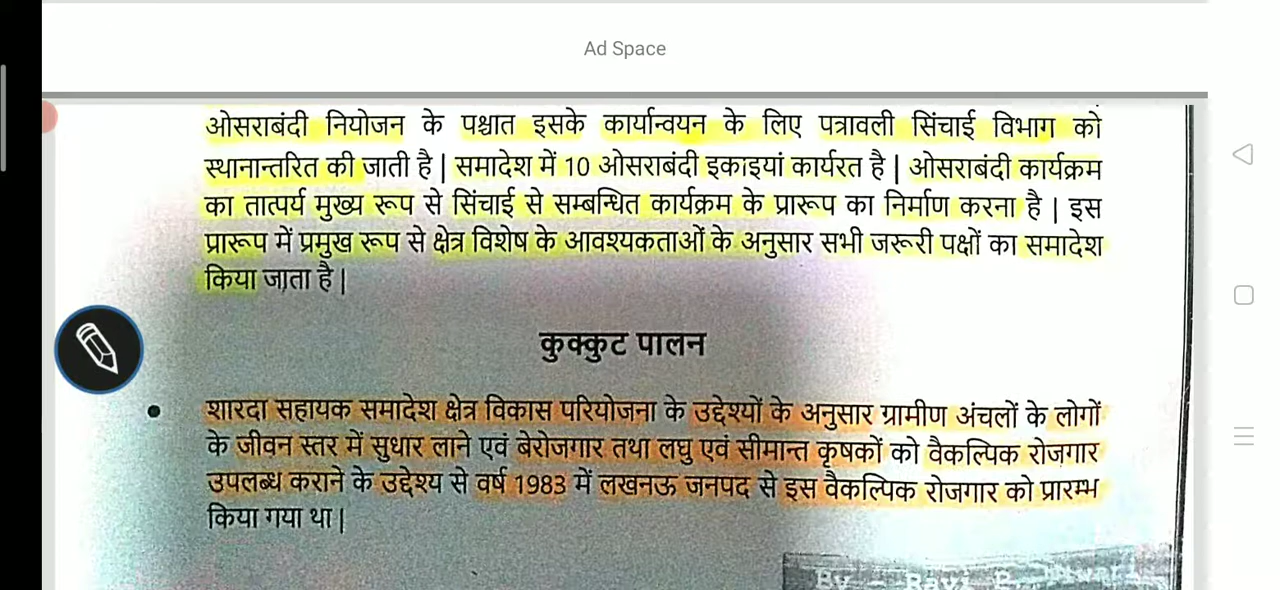 Ad Space
ओसराबंदी नियोजन के पश्चात इसके कार्यान्वयन के लिए पत्रावली सिंचाई विभाग को
स्थानान्तरित की जाती है | समादेश में 10 ओसराबंदी इकाइयां कार्यरत है | ओसराबंदी कार्यक्रम
का तात्पर्य मुख्य रूप से सिंचाई से सम्बन्धित कार्यक्रम के प्रारूप का निर्माण करना है | इस
प्रारूप में प्रमुख रूप से क्षेत्र विशेष के आवश्यकताओं के अनुसार सभी जरूरी पक्षों का समादेश
किया जाता है |
कुक्कुट पालन
• शारदा सहायक समादेश क्षेत्र विकास परियोजना के उद्देश्यों के अनुसार ग्रामीण अंचलों के लोगों
के जीवन स्तर में सुधार लाने एवं बेरोजगार तथा लघु एवं सीमान्त कृषकों को वैकल्पिक रोजगार
उपलब्ध कराने के उद्देश्य से वर्ष 1983 में लखनऊ जनपद से इस वैकल्पिक रोजगार को प्रारम्भ
किया गया था |
By - Ravi P.